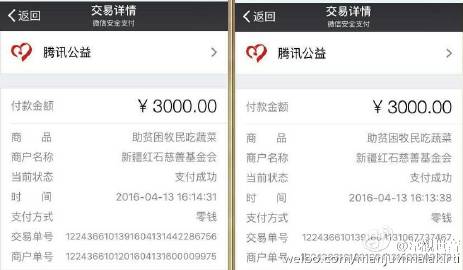 返回
交易详情
微信安全支付
腾讯公益
付款金额
¥ 3000.00
商品
助贫困牧民吃蔬菜
商户名称
新疆红石慈善基金会
当前状态
支付成功
时间
2016-04-13 16:14:31
支付方式
零钱
交易单号
1224366101391604131442286756
商户单号
返回
交易详情
微信安全支付
腾讯公益
付款金额
¥ 3000.00
商品
助贫困牧民吃蔬菜
商户名称
新疆红石慈善基金会
当前状态
支付成功
时间
2016-04-13 16:13:38
支付方式
零钱
交易单号
商户单号